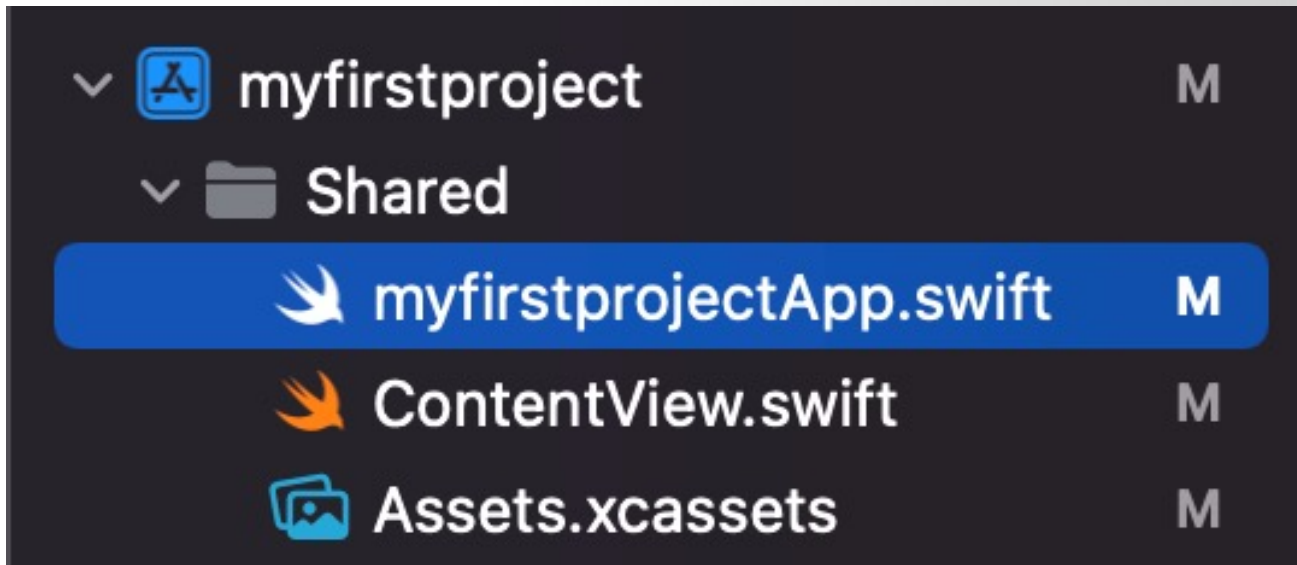 myfirstproject M
Shared
myfirstprojectApp.swift M
ContentView.swift M
Assets.xcassets M